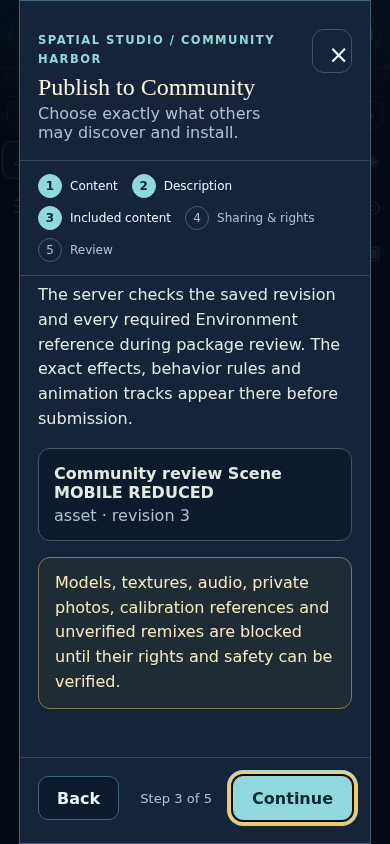 SPATIAL STUDIO / COMMUNITY
HARBOR
Publish to Community
Choose exactly what others
may discover and install.
×
1 Content 2 Description
3 Included content 4 Sharing & rights
5 Review
The server checks the saved revision
and every required Environment
reference during package review. The
exact effects, behavior rules and
animation tracks appear there before
submission.
Community review Scene
MOBILE REDUCED
asset · revision 3
Models, textures, audio, private
photos, calibration references and
unverified remixes are blocked
until their rights and safety can be
verified.
Back Step 3 of 5 Continue